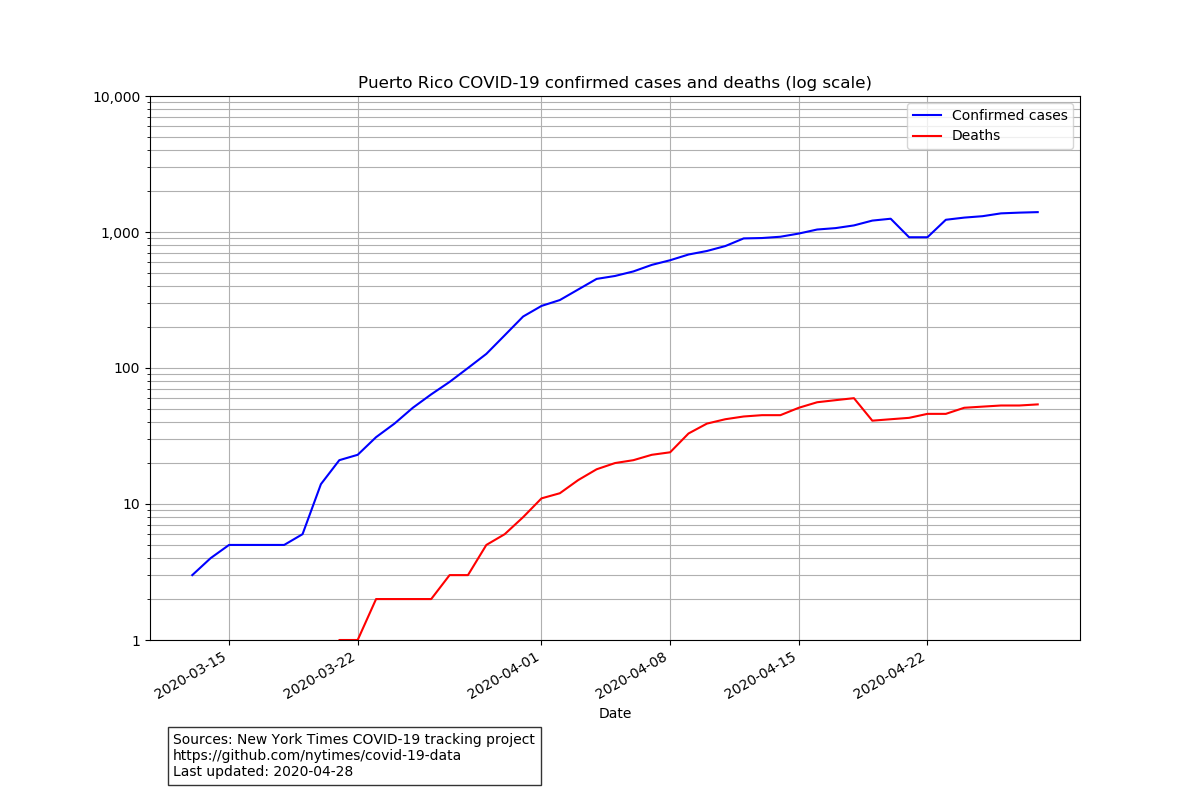 Puerto Rico COVID-19 confirmed cases and deaths (log scale)
10,000
1,000
100
10
1
Confirmed cases
Deaths
2020-03-15
2020-03-22
2020-04-01
2020-04-08
2020-04-15
2020-04-22
Date
Sources: New York Times COVID-19 tracking project
https://github.com/nytimes/covid-19-data
Last updated: 2020-04-28